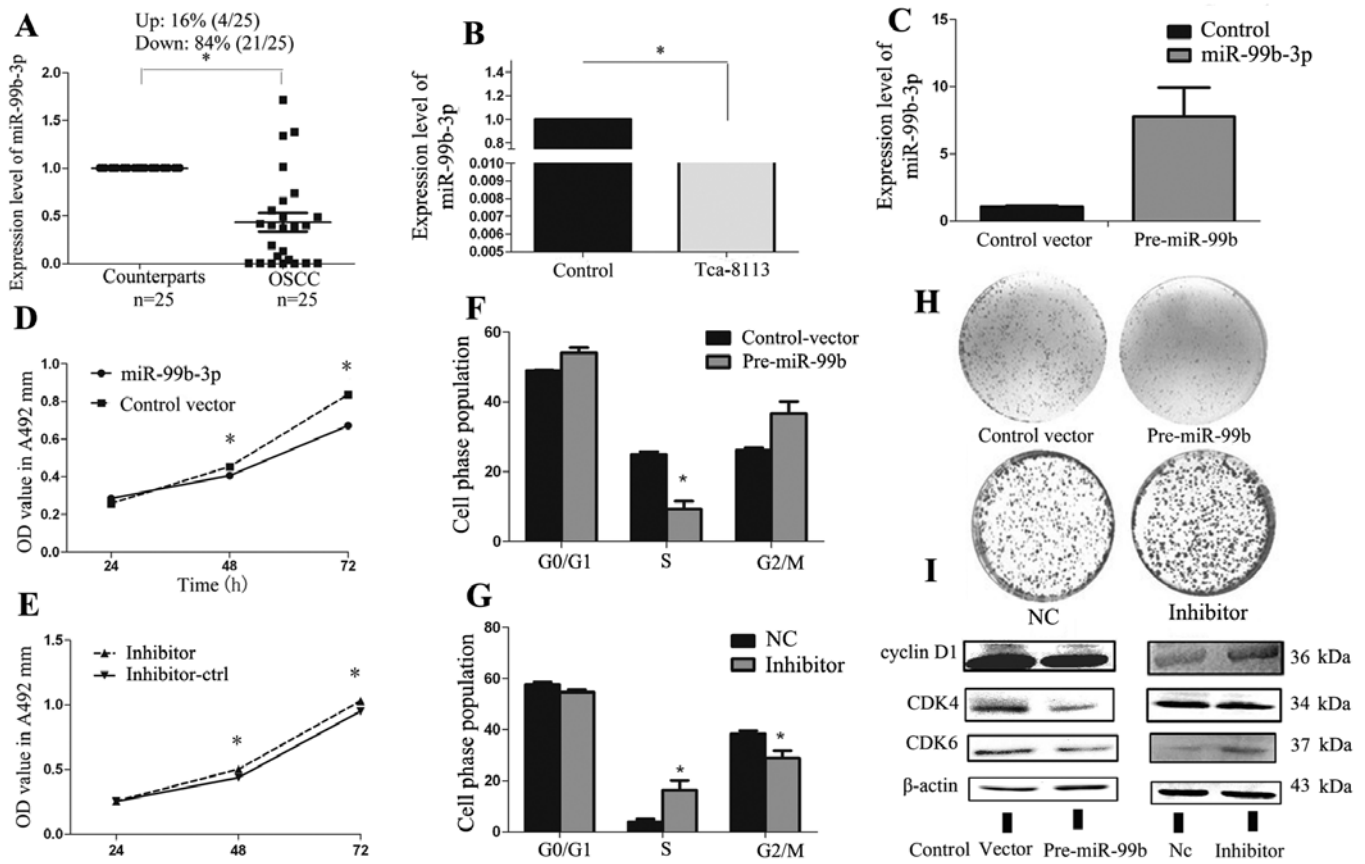 A
Up: 16% (4/25)
Down: 84% (21/25)
*
Expression level of miR-99b-3p
2.0
1.5
1.0
0.5
0.0
Counterparts
n=25
OSCC
n=25
B
*
Expression level of
miR-99b-3p
1.4
1.2
1.0
0.8
0.010
0.009
0.008
0.007
0.006
0.005
Control
Tca-8113
C
Control
miR-99b-3p
Expression level of
miR-99b-3p
15
10
5
0
Control vector
Pre-miR-99b
D
miR-99b-3p
Control vector
*
*
OD value in A492 mm
1.0
0.8
0.6
0.4
0.2
0.0
24
48
72
Time (h)
E
Inhibitor
Inhibitor-ctrl
*
*
OD value in A492 mm
1.5
1.0
0.5
0.0
24
48
72
F
Control-vector
Pre-miR-99b
Cell phase population
60
40
20
0
*
G0/G1
S
G2/M
G
NC
Inhibitor
Cell phase population
80
60
40
20
0
*
*
G0/G1
S
G2/M
H
Control vector
Pre-miR-99b
NC
Inhibitor
I
cyclin D1
36 kDa
CDK4
34 kDa
CDK6
37 kDa
β-actin
43 kDa
Control Vector Pre-miR-99b Nc Inhibitor